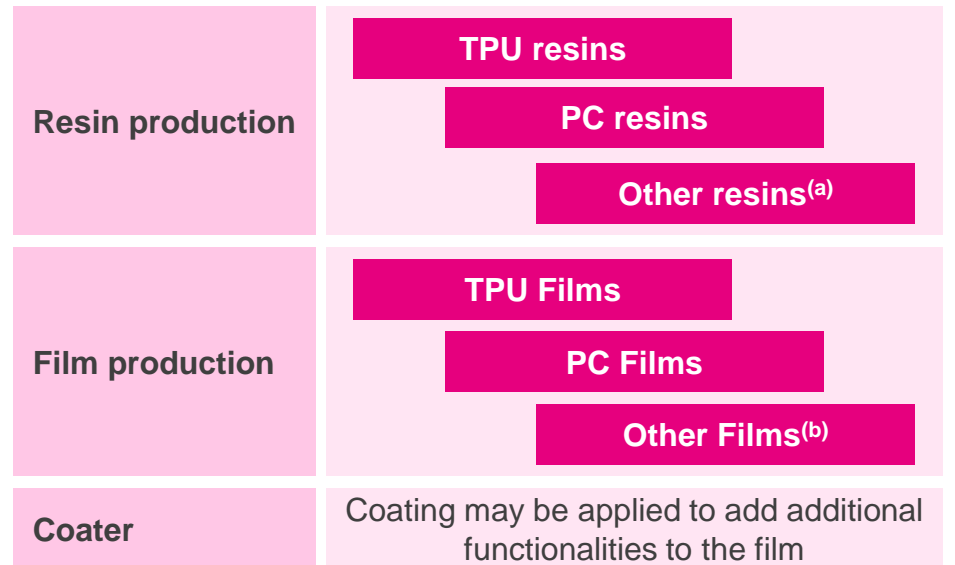 Resin production
TPU resins
PC resins
Other resins(a)
Film production
TPU Films
PC Films
Other Films(b)
Coater
Coating may be applied to add additional
functionalities to the film